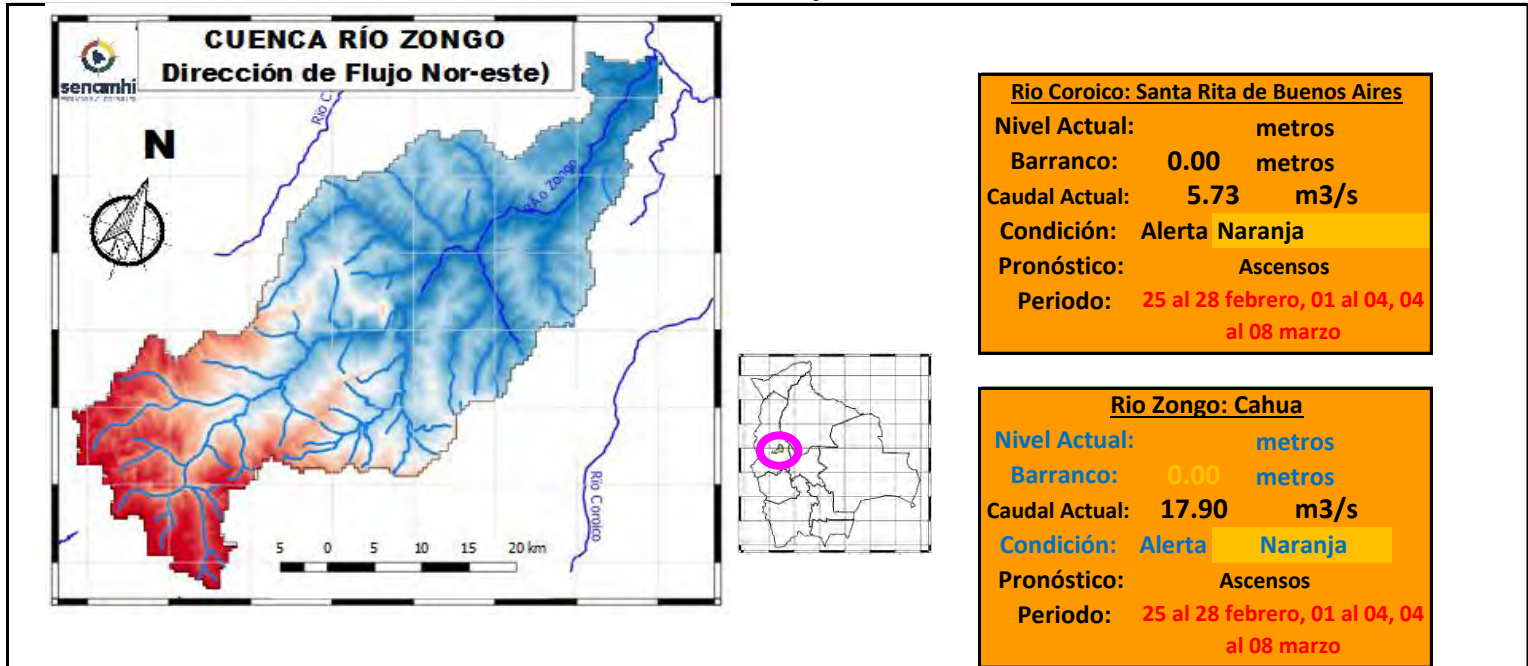 CUENCA RÍO ZONGO
Dirección de Flujo Nor-este)
sencamhi
N
Río C
Río Coroico
5 0 5 10 15 20 km
Rio Coroico: Santa Rita de Buenos Aires
Nivel Actual: metros
Barranco: 0.00 metros
Caudal Actual: 5.73 m3/s
Condición: Alerta Naranja
Pronóstico: Ascensos
Periodo: 25 al 28 febrero, 01 al 04, 04
al 08 marzo
Rio Zongo: Cahua
Nivel Actual: metros
Barranco: 0.00 metros
Caudal Actual: 17.90 m3/s
Condición: Alerta Naranja
Pronóstico: Ascensos
Periodo: 25 al 28 febrero, 01 al 04, 04
al 08 marzo